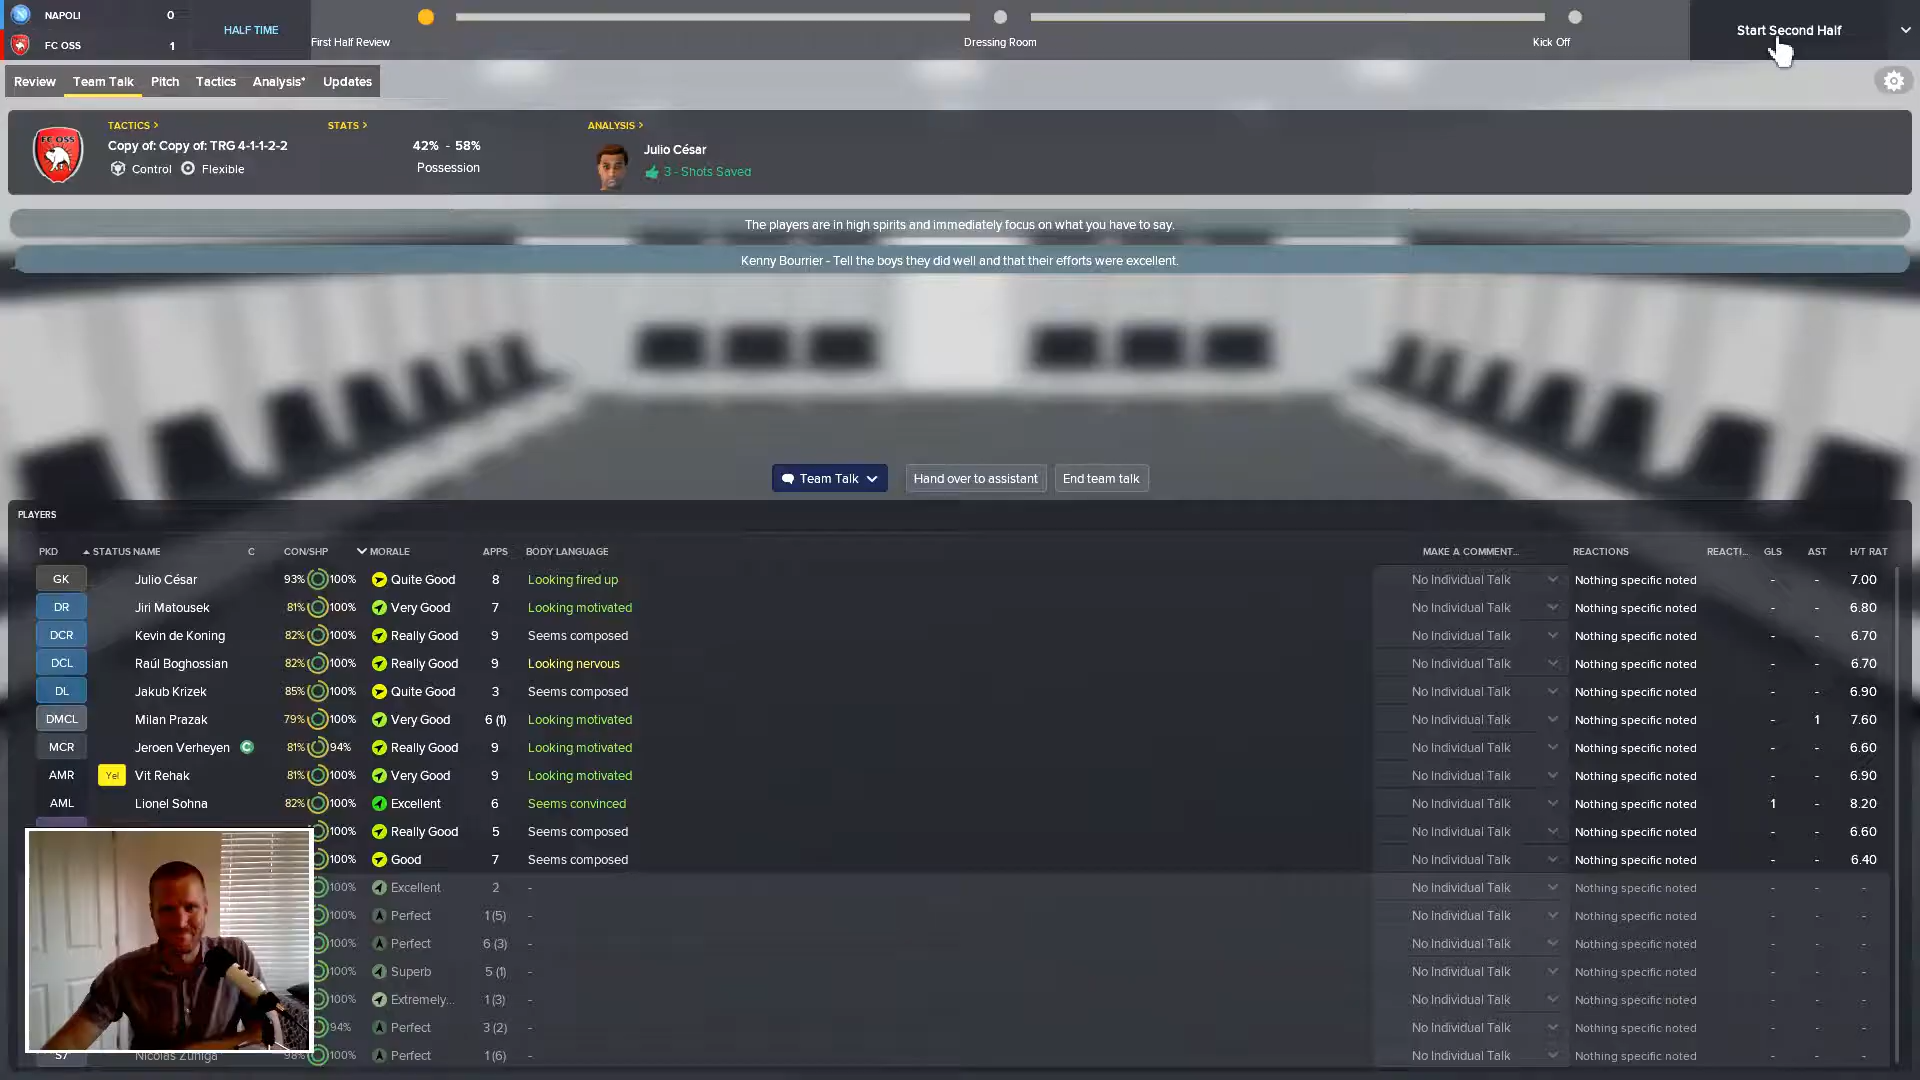 NAPOLI 0
FC OSS 1
HALF TIME
First Half Review
Dressing Room
Kick Off
Start Second Half
Review Team Talk Pitch Tactics Analysis* Updates
FC OSS
TACTICS >
Copy of: Copy of: TRG 4-1-1-2-2
Control Flexible
STATS >
42% - 58%
Possession
ANALYSIS >
Julio César
3 - Shots Saved
The players are in high spirits and immediately focus on what you have to say.
Kenny Bourrier - Tell the boys they did well and that their efforts were excellent.
Team Talk Hand over to assistant End team talk
PLAYERS
PKD STATUS NAME C CON/SHP MORALE APPS BODY LANGUAGE MAKE A COMMENT... REACTIONS REACTI... GLS AST H/T RAT
GK Julio César 93% 100% Quite Good 8 Looking fired up No Individual Talk Nothing specific noted - - 7.00
DR Jiri Matousek 81% 100% Very Good 7 Looking motivated No Individual Talk Nothing specific noted - - 6.80
DCR Kevin de Koning 82% 100% Really Good 9 Seems composed No Individual Talk Nothing specific noted - - 6.70
DCL Raúl Boghossian 82% 100% Really Good 9 Looking nervous No Individual Talk Nothing specific noted - - 6.70
DL Jakub Krizek 85% 100% Quite Good 3 Seems composed No Individual Talk Nothing specific noted - - 6.90
DMCL Milan Prazak 79% 100% Very Good 6 (1) Looking motivated No Individual Talk Nothing specific noted - 1 7.60
MCR Jeroen Verheyen C 81% 94% Really Good 9 Looking motivated No Individual Talk Nothing specific noted - - 6.60
AMR Yel Vit Rehak 81% 100% Very Good 9 Looking motivated No Individual Talk Nothing specific noted - - 6.90
AML Lionel Sohna 82% 100% Excellent 6 Seems convinced No Individual Talk Nothing specific noted 1 - 8.20
100% Really Good 5 Seems composed No Individual Talk Nothing specific noted - - 6.60
100% Good 7 Seems composed No Individual Talk Nothing specific noted - - 6.40
100% Excellent 2 - No Individual Talk Nothing specific noted - - -
100% Perfect 1 (5) - No Individual Talk Nothing specific noted - - -
100% Perfect 6 (3) - No Individual Talk Nothing specific noted - - -
100% Superb 5 (1) - No Individual Talk Nothing specific noted - - -
100% Extremely... 1 (3) - No Individual Talk Nothing specific noted - - -
94% Perfect 3 (2) - No Individual Talk Nothing specific noted - - -
S7 Nicolás Zúñiga 98% 100% Perfect 1 (6) - No Individual Talk Nothing specific noted - - -